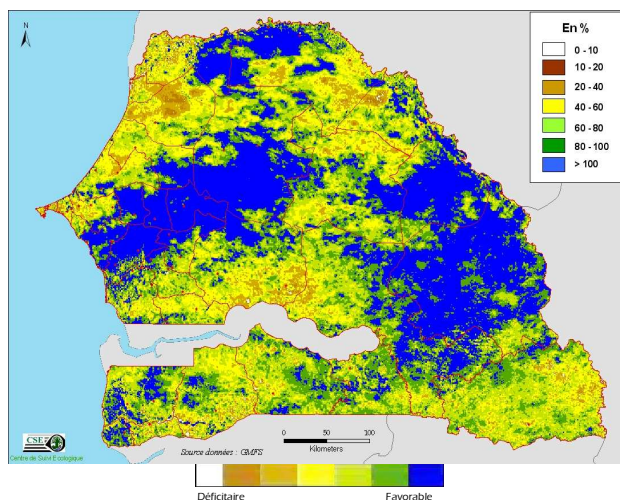 N
En %
0 - 10
10 - 20
20 - 40
40 - 60
60 - 80
80 - 100
> 100
CSE
Centre de Suivi Ecologique
Source données : GMFS
50 0 50 100
Kilometers
Déficitaire Favorable